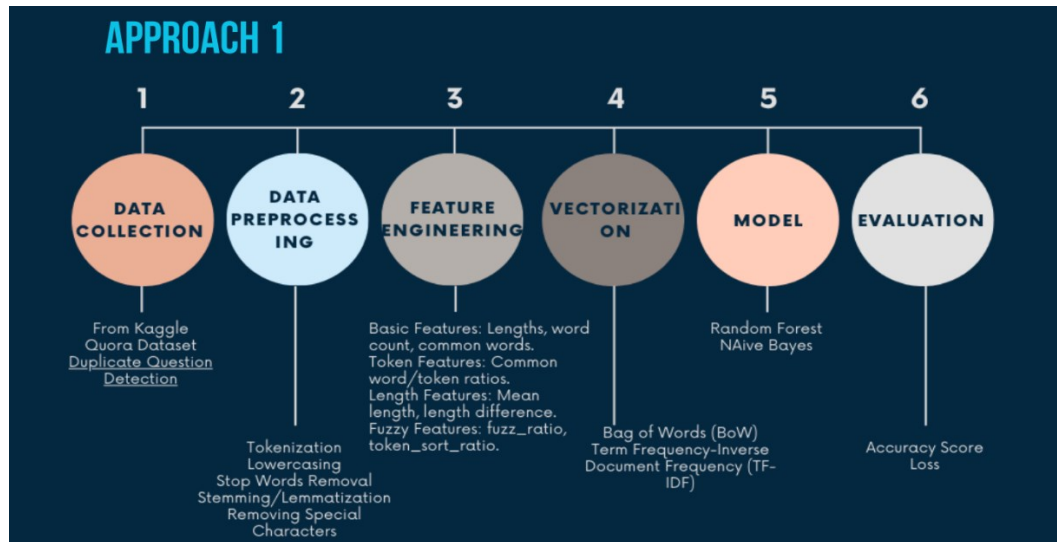 APPROACH 1
1
2
3
4
5
6
DATA
COLLECTION
DATA
PREPROCESS
ING
FEATURE
ENGINEERING
VECTORIZATI
ON
MODEL
EVALUATION
From Kaggle
Quora Dataset
Duplicate Question
Detection
Tokenization
Lowercasing
Stop Words Removal
Stemming/Lemmatization
Removing Special
Characters
Basic Features: Lengths, word
count, common words.
Token Features: Common
word/token ratios.
Length Features: Mean
length, length difference.
Fuzzy Features: fuzz_ratio,
token_sort_ratio.
Bag of Words (BoW)
Term Frequency-Inverse
Document Frequency (TF-
IDF)
Random Forest
NAive Bayes
Accuracy Score
Loss